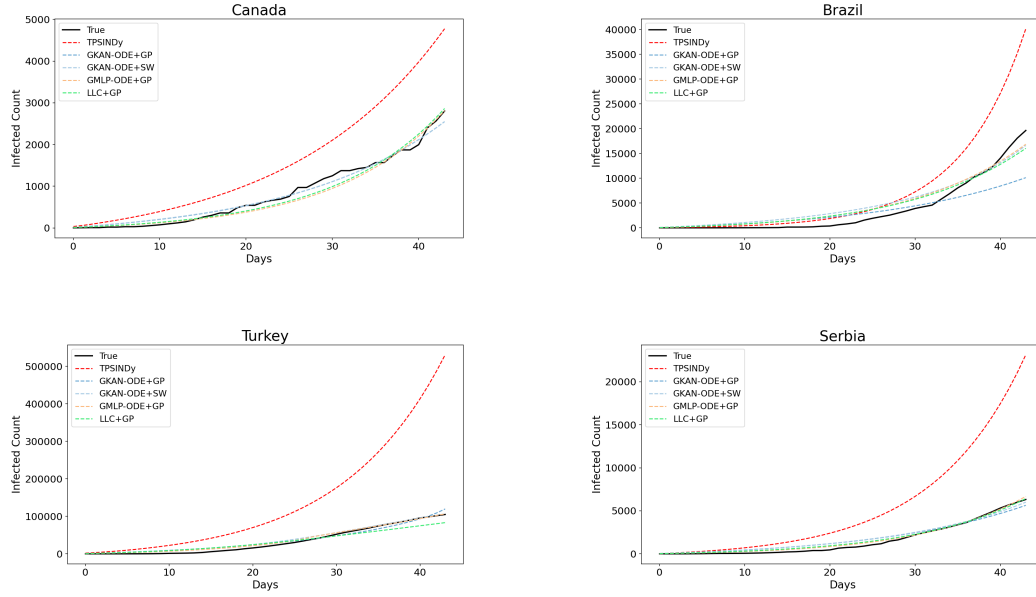 Canada
5000
4000
3000
2000
1000
0
Infected Count
True
TPSINDy
GKAN-ODE+GP
GKAN-ODE+SW
GMLP-ODE+GP
LLC+GP
0 10 20 30 40
Days
Brazil
40000
35000
30000
25000
20000
15000
10000
5000
0
Infected Count
True
TPSINDy
GKAN-ODE+GP
GKAN-ODE+SW
GMLP-ODE+GP
LLC+GP
0 10 20 30 40
Days
Turkey
500000
400000
300000
200000
100000
0
Infected Count
True
TPSINDy
GKAN-ODE+GP
GKAN-ODE+SW
GMLP-ODE+GP
LLC+GP
0 10 20 30 40
Days
Serbia
20000
15000
10000
5000
0
Infected Count
True
TPSINDy
GKAN-ODE+GP
GKAN-ODE+SW
GMLP-ODE+GP
LLC+GP
0 10 20 30 40
Days